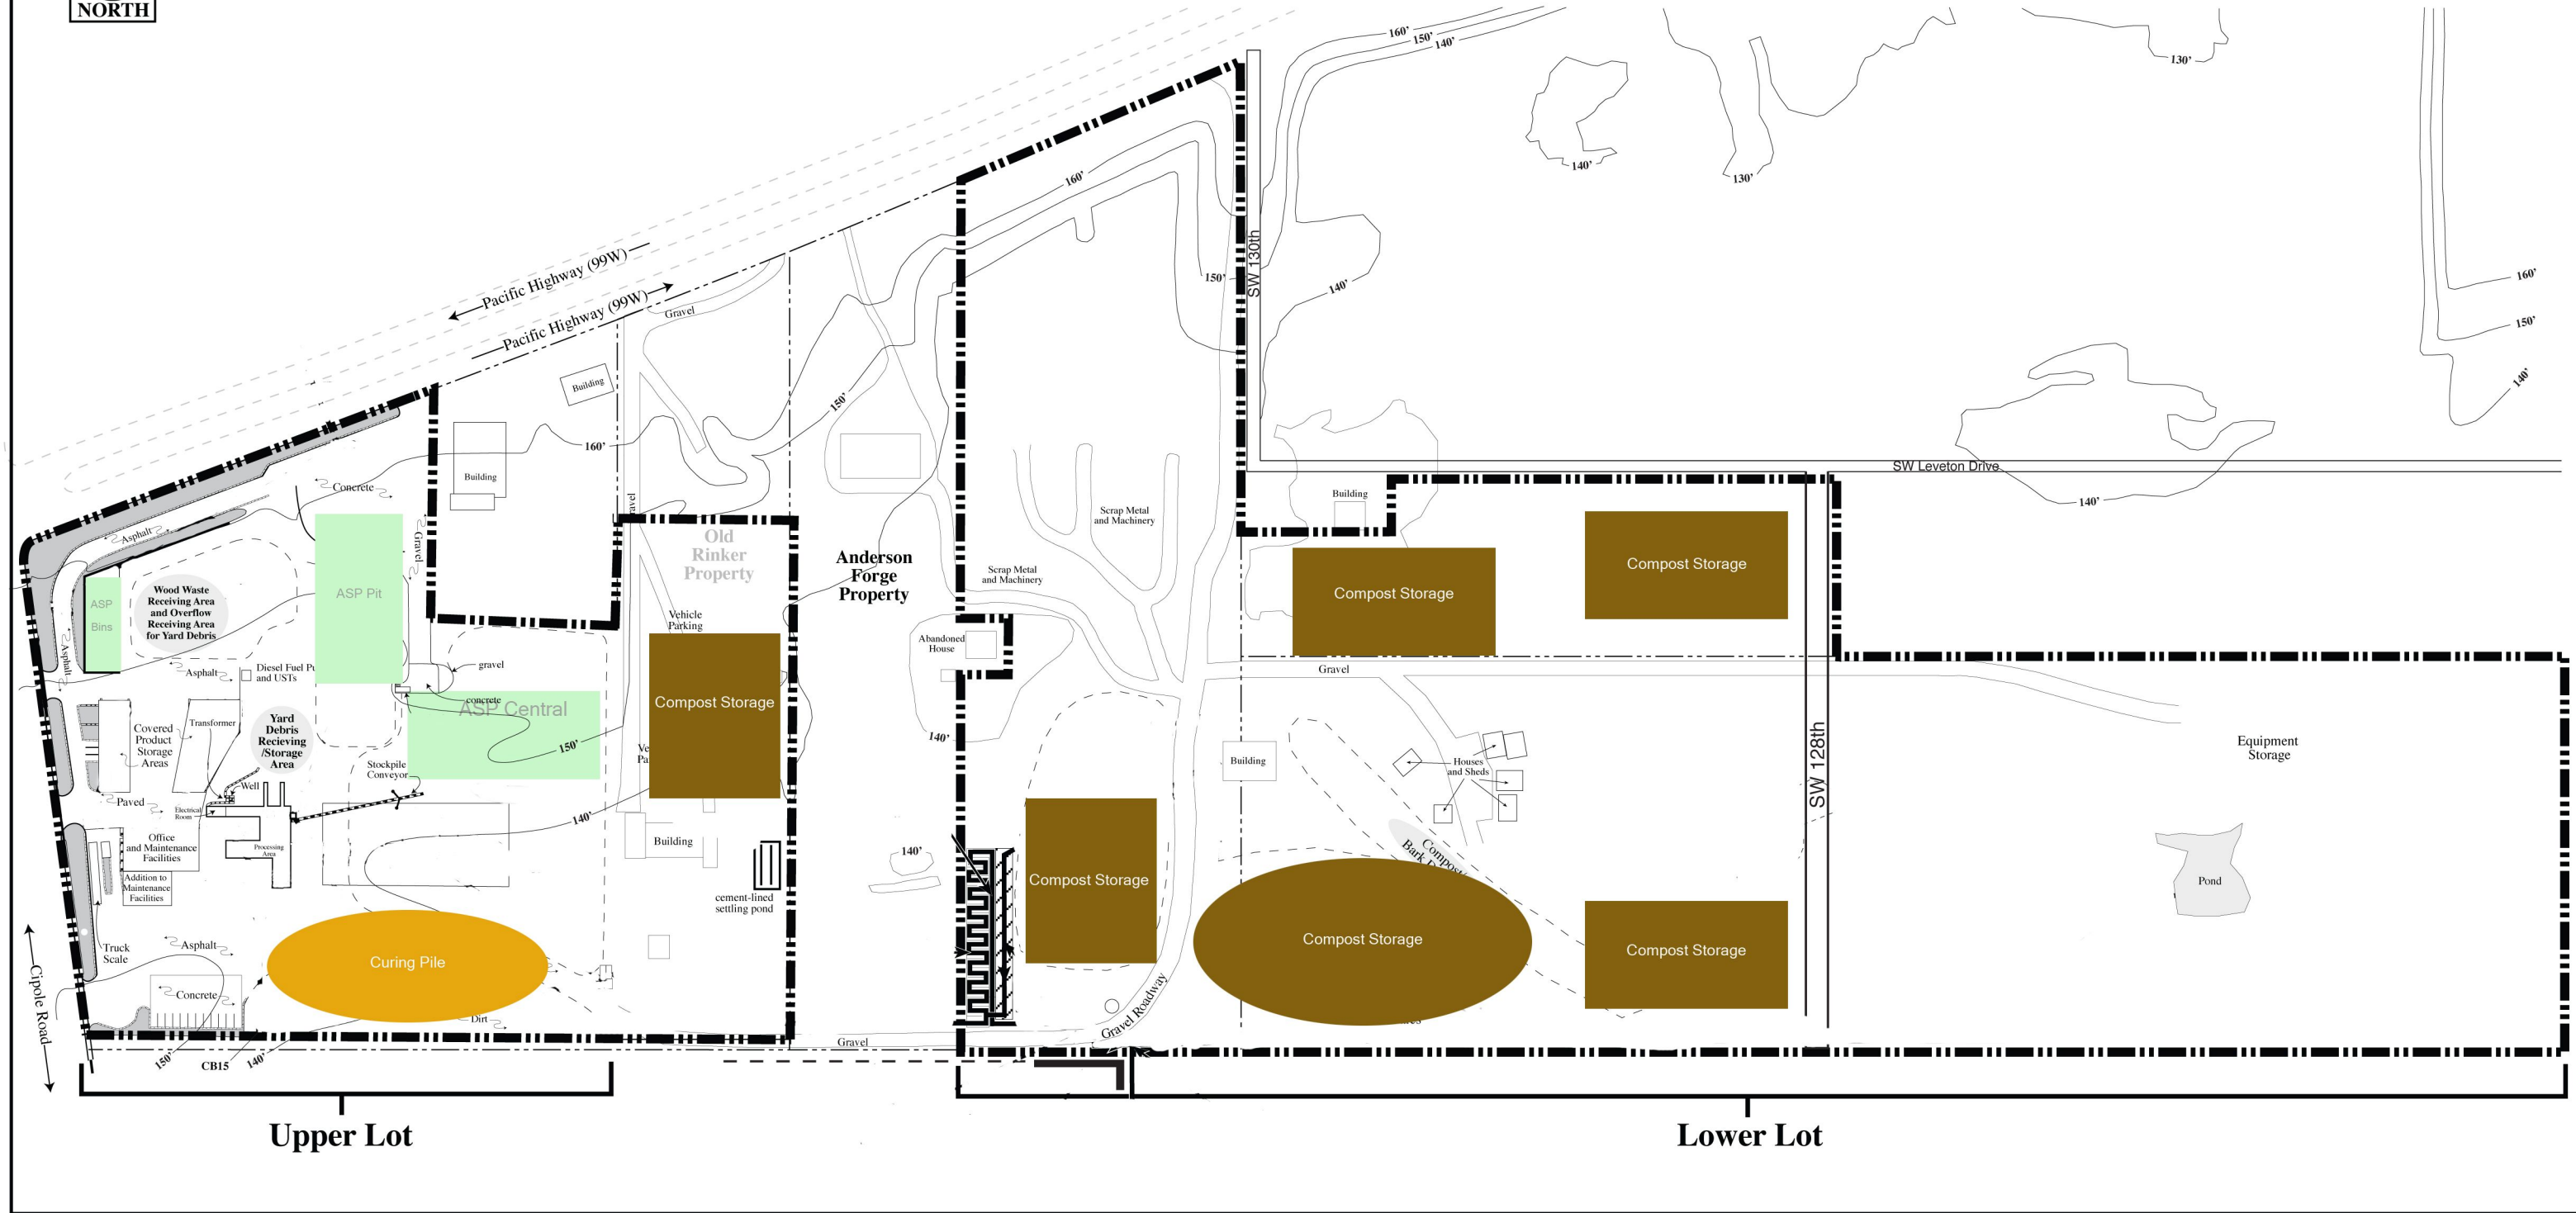 NORTH
160'
150'
140'
130'
140'
130'
160'
150'
SW 130th
140'
160'
150'
140'
Pacific Highway (99W)
Pacific Highway (99W)
Gravel
Building
150'
160'
Building
Concrete
Gravel
Asphalt
Asphalt
ASP
Bins
Wood Waste
Receiving Area
and Overflow
Receiving Area
for Yard Debris
ASP Pit
Old
Rinker
Property
Anderson
Forge
Property
Vehicle
Parking
Scrap Metal
and Machinery
Scrap Metal
and Machinery
Abandoned
House
140'
Building
SW Leveton Drive
140'
Compost Storage
Compost Storage
Gravel
Asphalt
Diesel Fuel
and USTs
gravel
concrete
ASP Central
150'
Compost Storage
Covered
Product
Storage
Areas
Transformer
Yard
Debris
Recieving
/Storage
Area
Stockpile
Conveyor
Well
Paved
Electrical
Room
Office
and Maintenance
Facilities
Processing
Area
Addition to
Maintenance
Facilities
140'
Building
cement-lined
settling pond
140'
Compost Storage
Building
Houses
and Sheds
SW 128th
Equipment
Storage
Pond
Bark
Compost Storage
Compost Storage
Truck
Scale
Asphalt
Curing Pile
Concrete
Dirt
Cipole Road
150'
CB15
140'
Gravel
Gravel Roadway
Upper Lot
Lower Lot